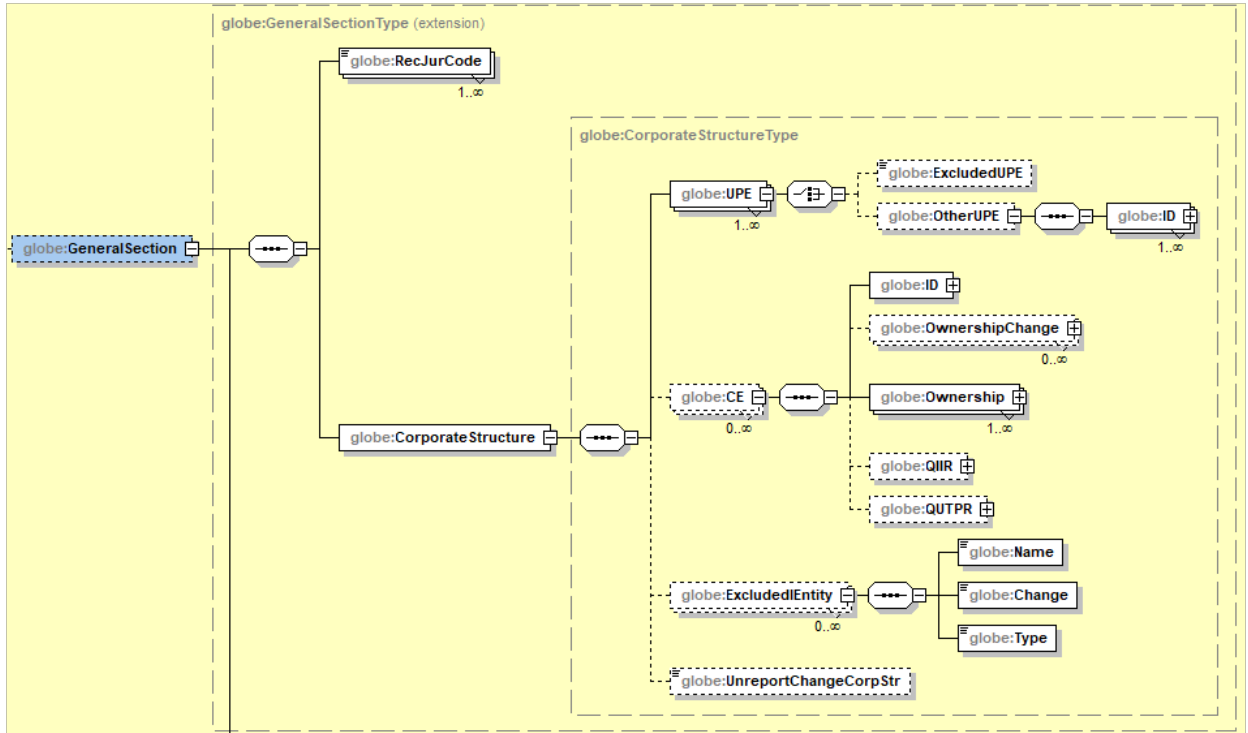 globe:GeneralSectionType (extension)
globe:RecJurCode
1..∞
globe:CorporateStructureType
globe:ExcludedUPE
globe:UPE
1..∞
globe:OtherUPE
globe:ID
1..∞
globe:GeneralSection
globe:ID
globe:OwnershipChange
0..∞
globe:CE
0..∞
globe:Ownership
1..∞
globe:CorporateStructure
globe:QIIR
globe:QUTPR
globe:Name
globe:ExcludedlEntity
0..∞
globe:Change
globe:Type
globe:UnreportChangeCorpStr